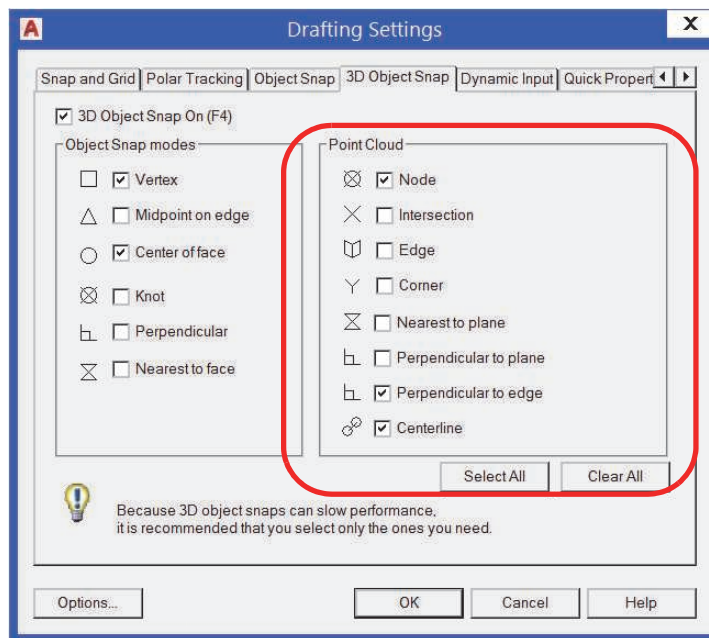 A
Drafting Settings
X
Snap and Grid
Polar Tracking
Object Snap
3D Object Snap
Dynamic Input
Quick Propert
3D Object Snap On (F4)
Object Snap modes
Vertex
Midpoint on edge
Center of face
Knot
Perpendicular
Nearest to face
Point Cloud
Node
Intersection
Edge
Corner
Nearest to plane
Perpendicular to plane
Perpendicular to edge
Centerline
Select All
Clear All
Because 3D object snaps can slow performance,
it is recommended that you select only the ones you need.
Options...
OK
Cancel
Help